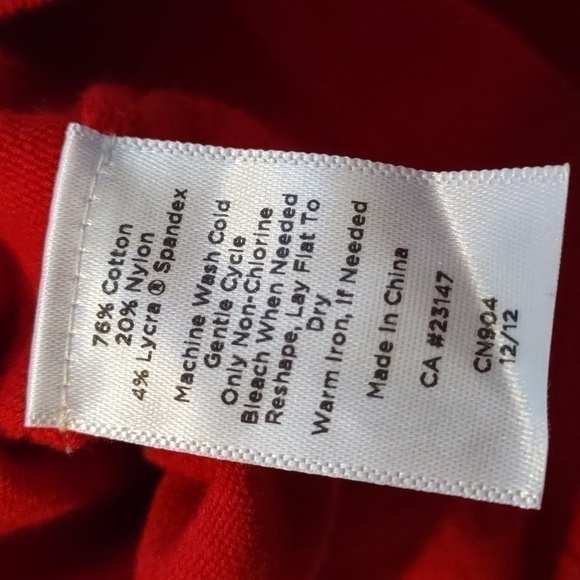 76% Cotton
20% Nylon
4% Lycra ® Spandex
Machine Wash Cold
Gentle Cycle
Only Non-Chlorine
Bleach When Needed
Reshape, Lay Flat To
Dry
Warm Iron, If Needed
Made In China
CA #23147
CN904
12/12